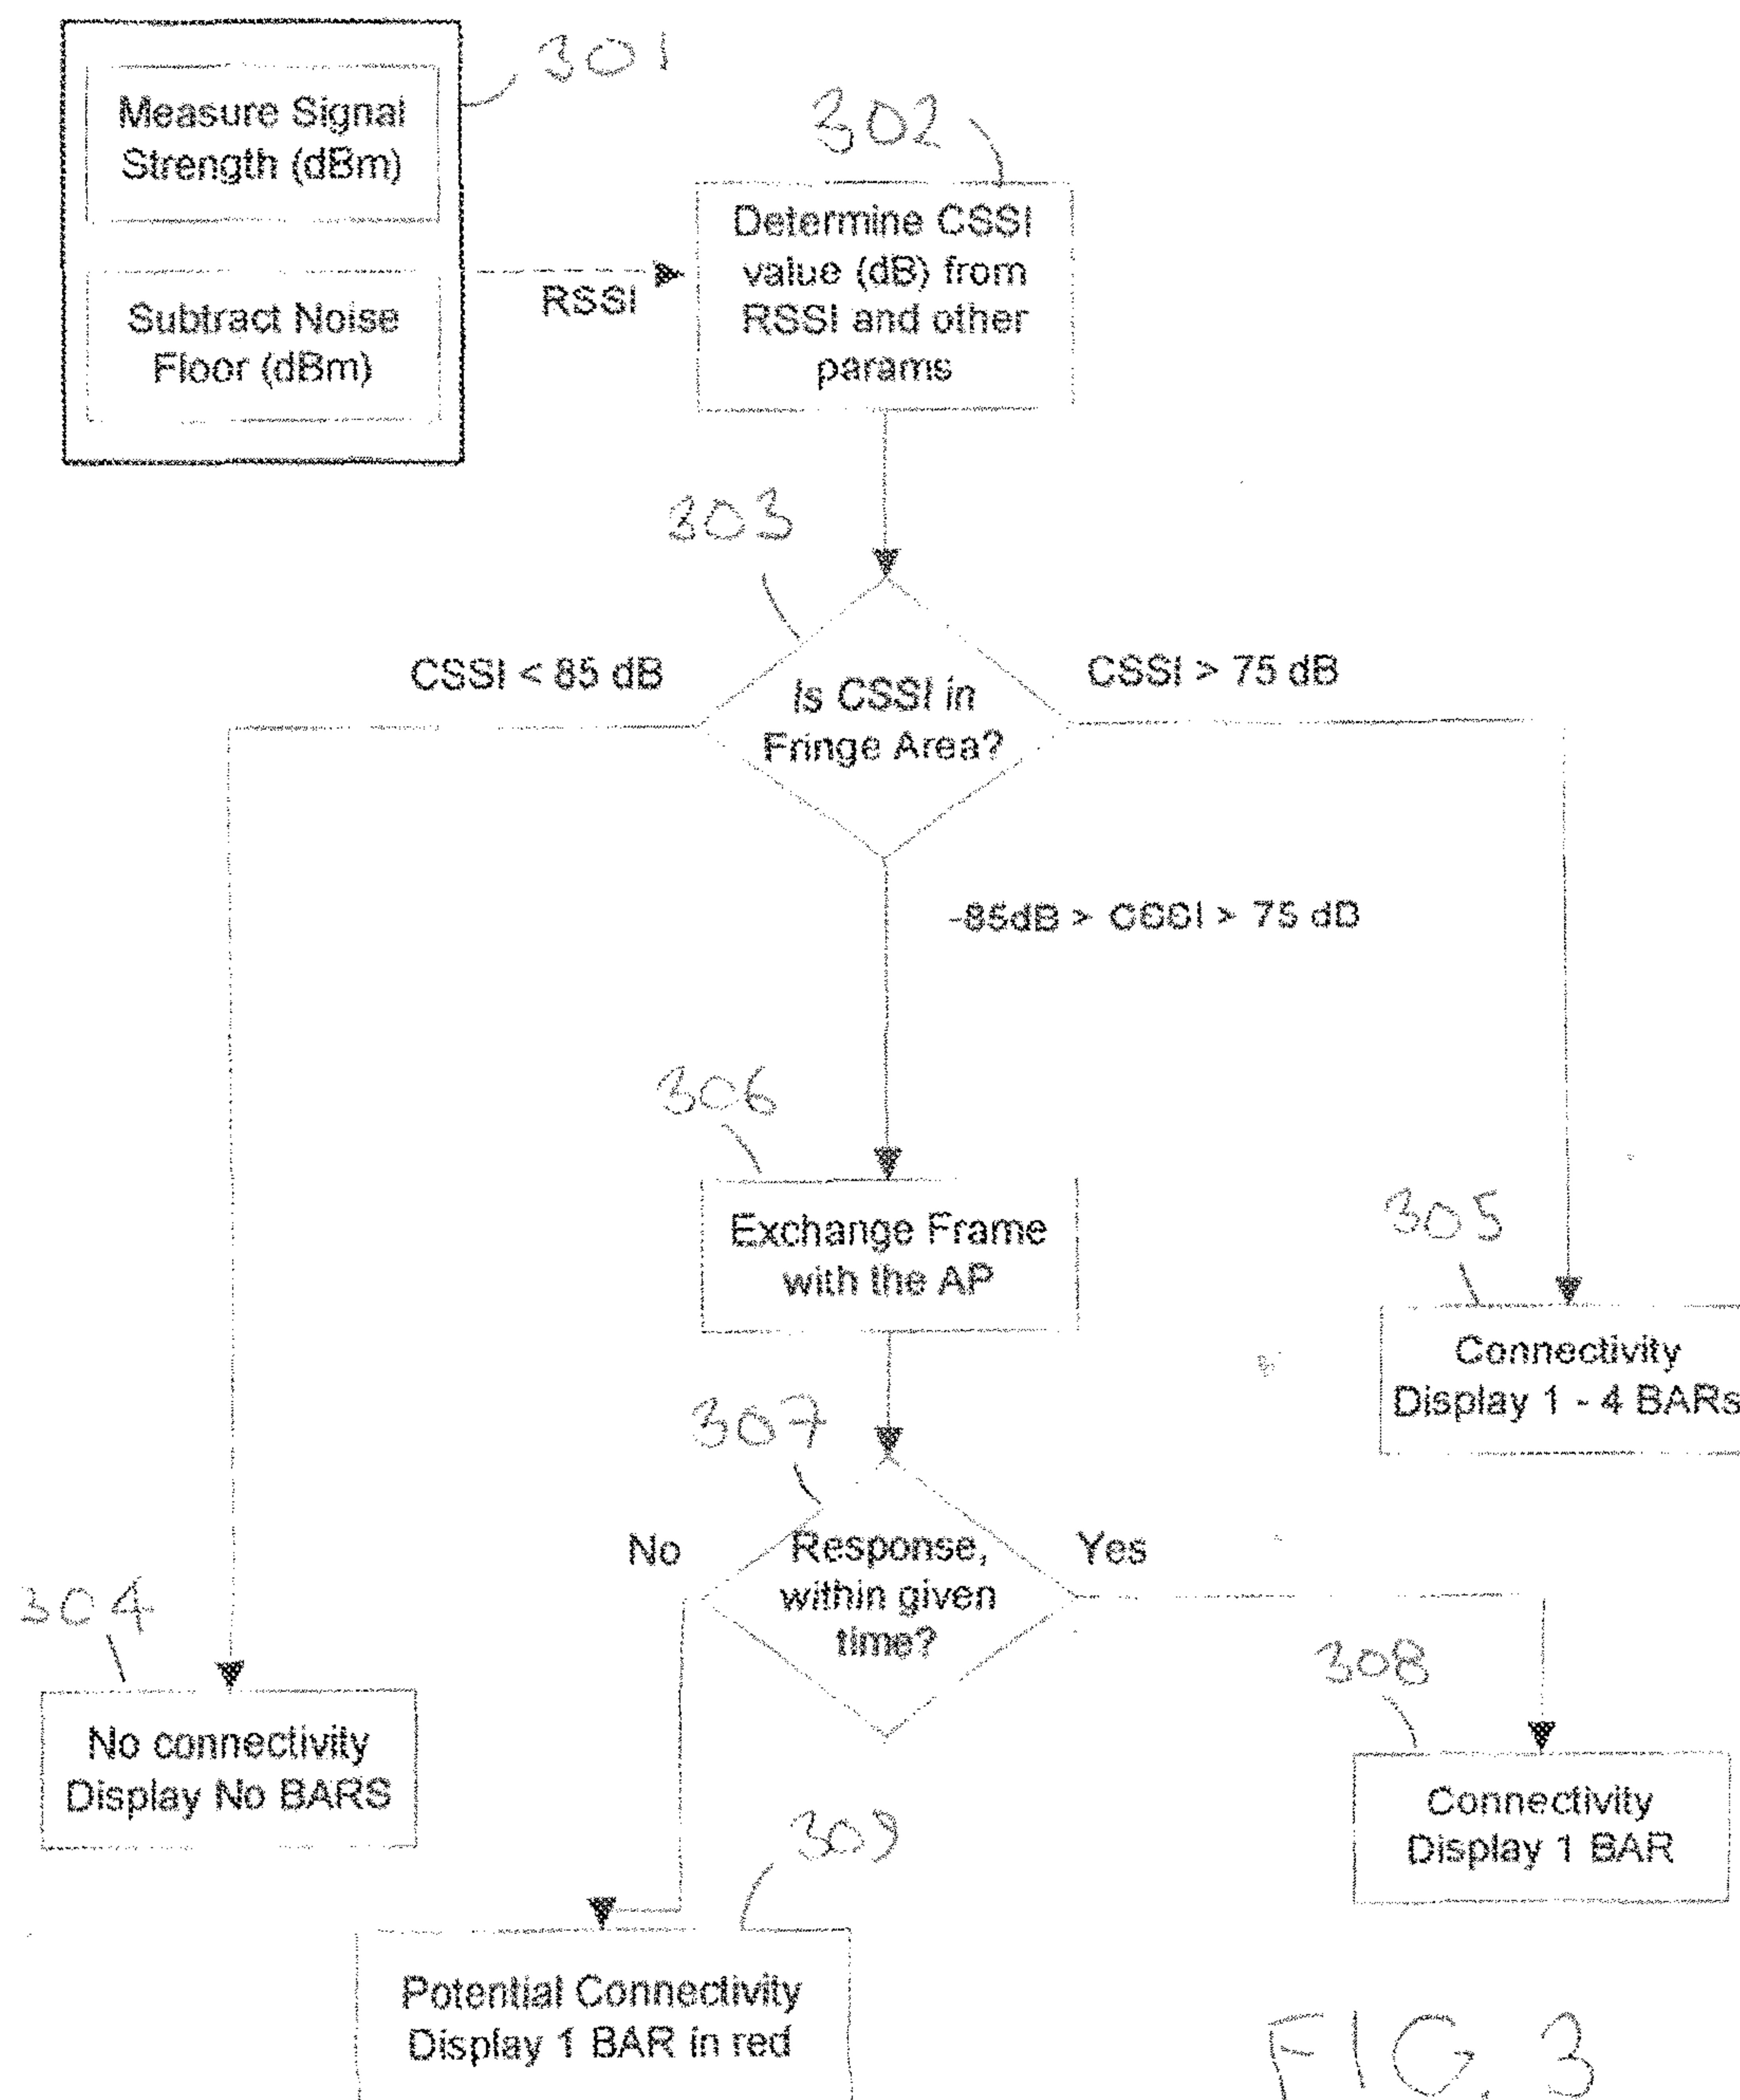 301
Measure Signal
Strength (dBm)
302
Determine CSSI
value (dB) from
RSSI and other
params
RSSI
Subtract Noise
Floor (dBm)
303
CSSI < 85 dB
CSSI > 75 dB
Is CSSI in
Fringe Area?
-85dB > CSSI > 75 dB
306
Exchange Frame
with the AP
305
Connectivity
Display 1 - 4 BARs
307
No
Response,
within given
time?
Yes
304
No connectivity
Display No BARS
308
Connectivity
Display 1 BAR
309
Potential Connectivity
Display 1 BAR in red
FIG. 3